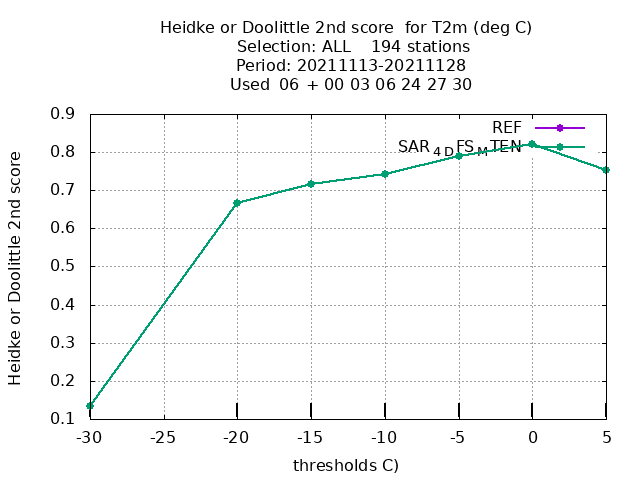 Heidke or Doolittle 2nd score for T2m (deg C)
Selection: ALL 194 stations
Period: 20211113-20211128
Used 06 + 00 03 06 24 27 30
REF
SAR 4 D FS M TEN
Heidke or Doolittle 2nd score
0.9
0.8
0.7
0.6
0.5
0.4
0.3
0.2
0.1
-30 -25 -20 -15 -10 -5 0 5
thresholds C)